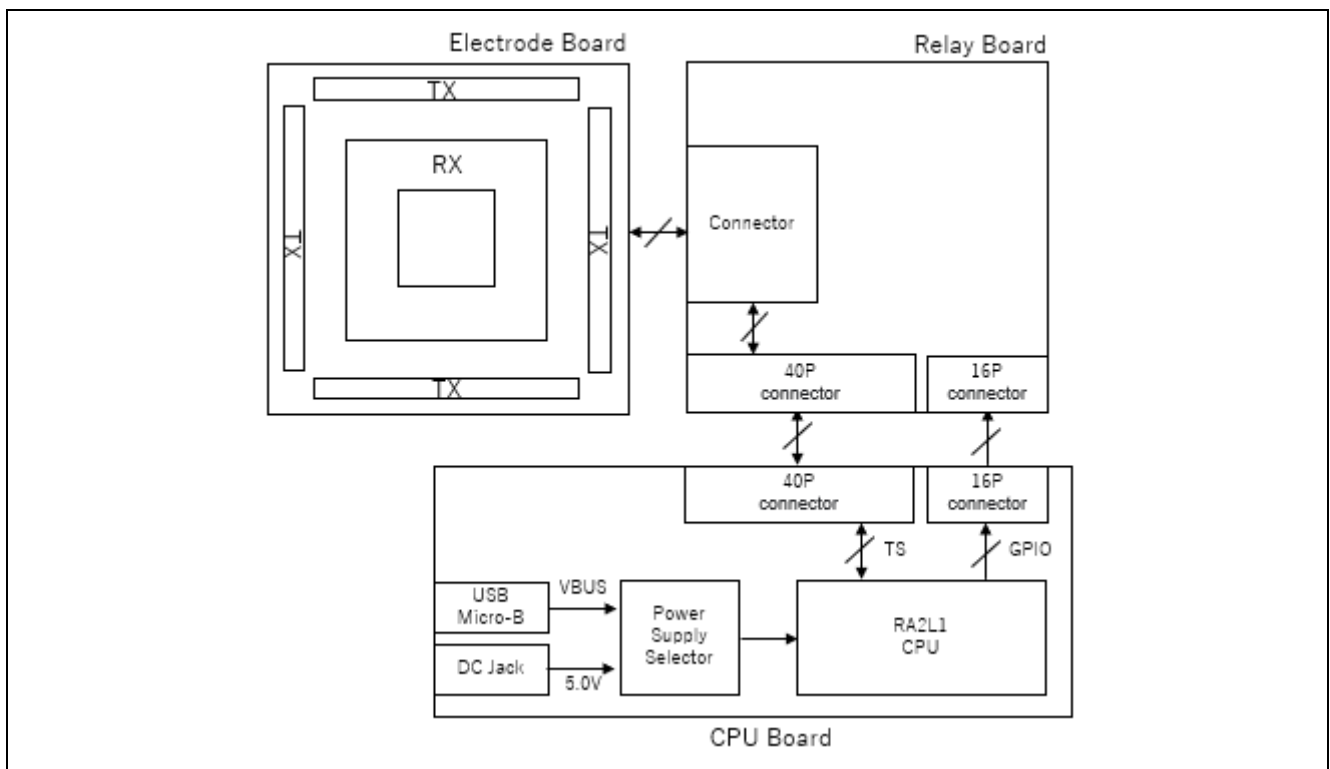 Electrode Board
Relay Board
TX
RX
TX
TX
TX
Connector
40P
connector
16P
connector
40P
connector
16P
connector
TS
GPIO
USB
Micro-B
VBUS
DC Jack
5.0V
Power
Supply
Selector
RA2L1
CPU
CPU Board